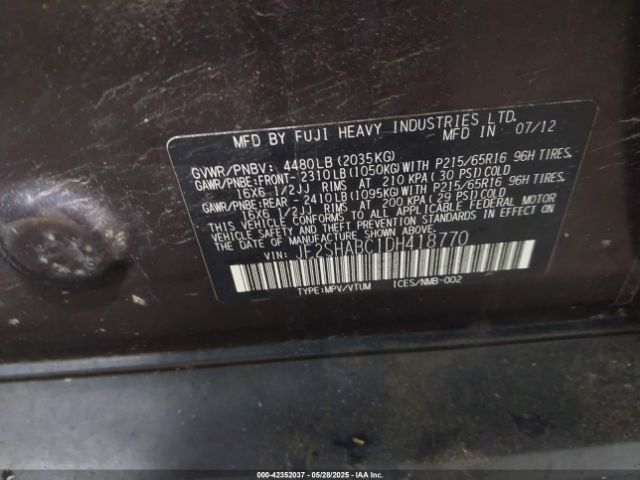 MFD BY FUJI HEAVY INDUSTRIES LTD.
MFD IN 07/12
GVWR/PNBV: 4480LB(2035KG)
GAWR/PNBE:FRONT-2310LB(1050KG)WITH P215/65R16 96H TIRES.
16X6 1/2JJ RIMS AT 210 KPA(30 PSI)COLD
GAWR/PNBE:REAR - 2410LB(1095KG)WITH P215/65R16 96H TIRES.
16X6 1/2JJ RIMS AT 200 KPA(29 PSI)COLD
THIS VEHICLE CONFORMS TO ALL APPLICABLE FEDERAL MOTOR
VEHICLE SAFETY BUMPER, AND THEFT PREVENTION STANDARDS
IN EFFECT ON THE DATE OF MANUFACTURE SHOWN ABOVE.
VIN: JF2SHABC1DH418770
TYPE:MPV/VTUM ICES/NMB-002
000-42352037 - 05/28/2025 - IAAI.COM